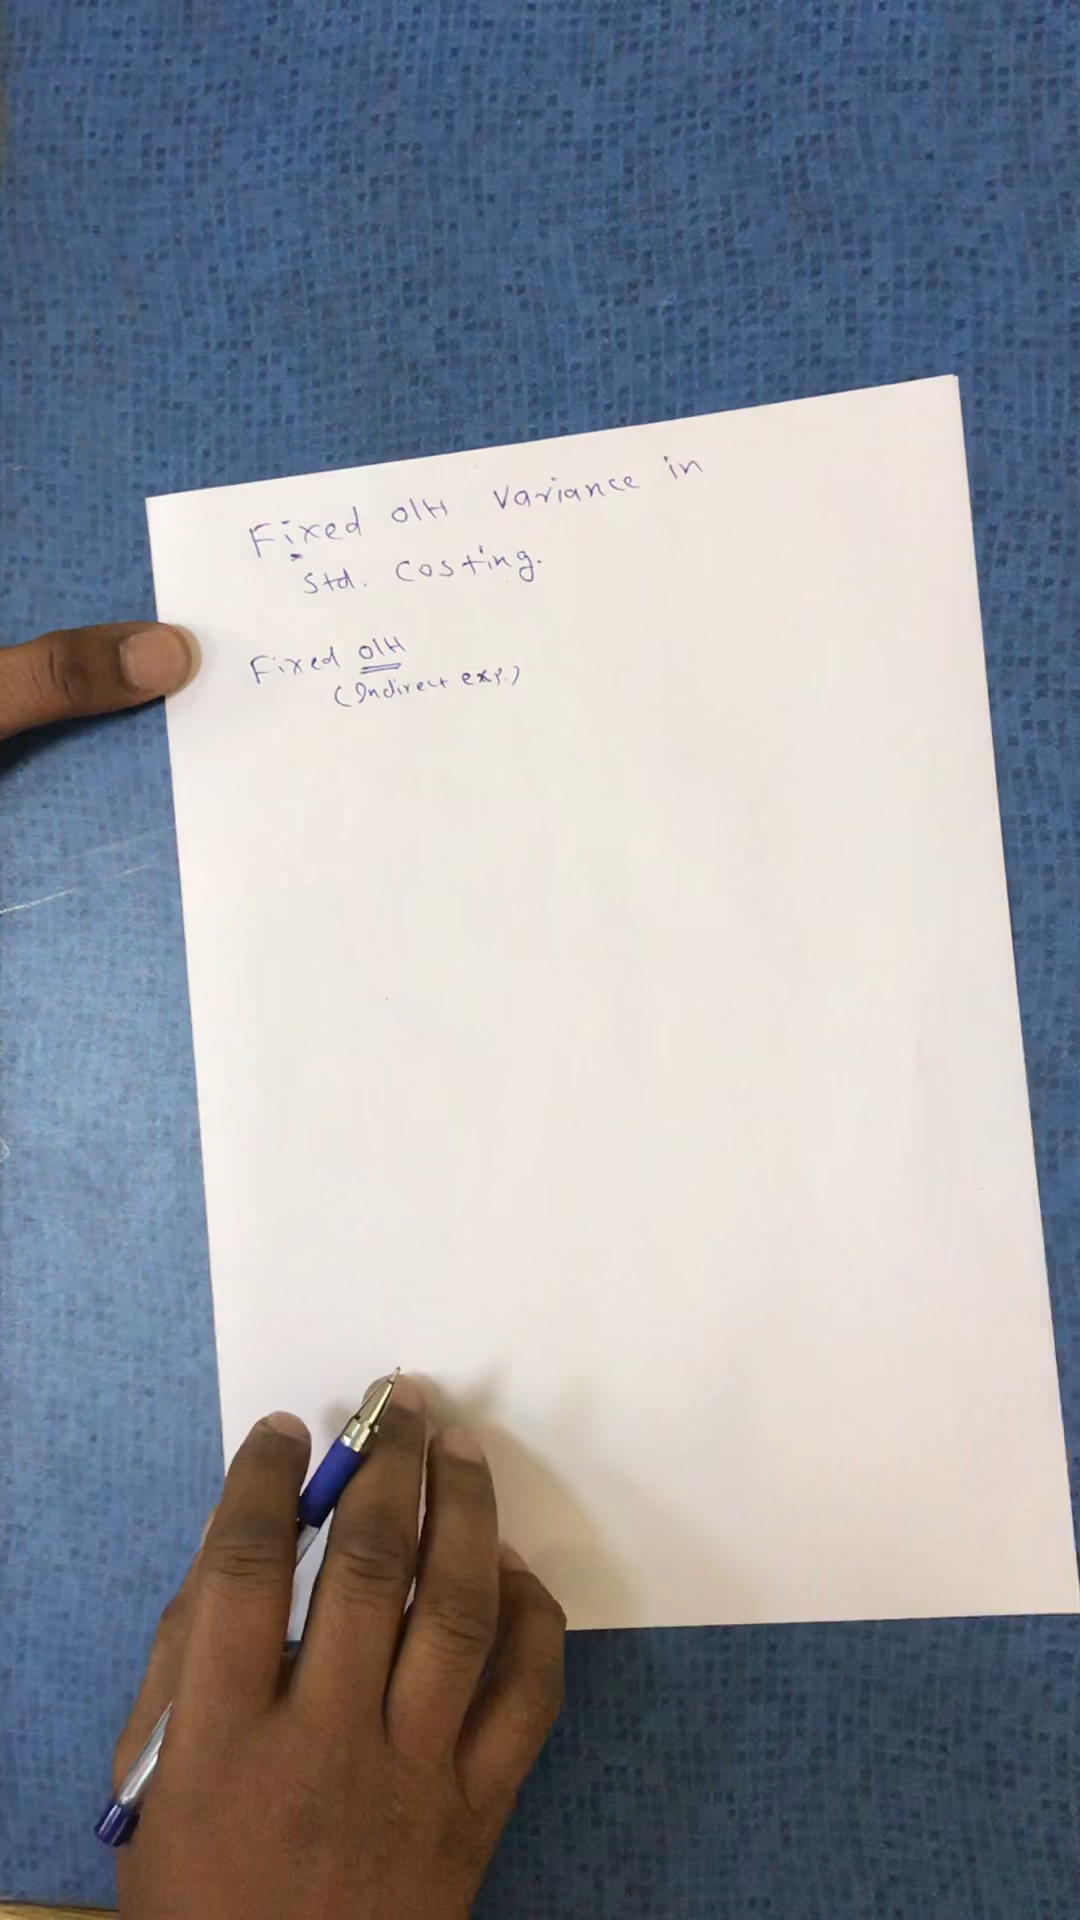 Fixed O/H Variance in
Std. Costing.
Fixed O/H
(Indirect exp.)